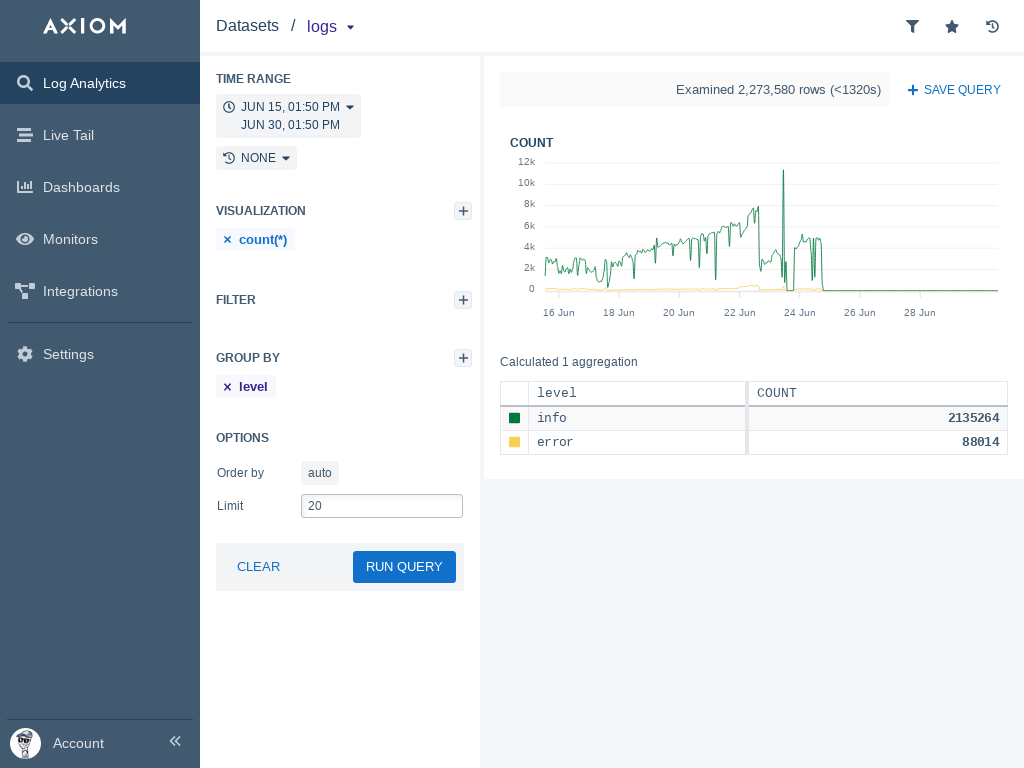 AXIOM
Log Analytics
Live Tail
Dashboards
Monitors
Integrations
Settings
Account
Datasets / logs
TIME RANGE
JUN 15, 01:50 PM
JUN 30, 01:50 PM
NONE
VISUALIZATION
× count(*)
FILTER
GROUP BY
× level
OPTIONS
Order by auto
Limit 20
CLEAR RUN QUERY
Examined 2,273,580 rows (<1320s)
SAVE QUERY
COUNT
12k
10k
8k
6k
4k
2k
0
16 Jun 18 Jun 20 Jun 22 Jun 24 Jun 26 Jun 28 Jun
Calculated 1 aggregation
level COUNT
info 2135264
error 88014